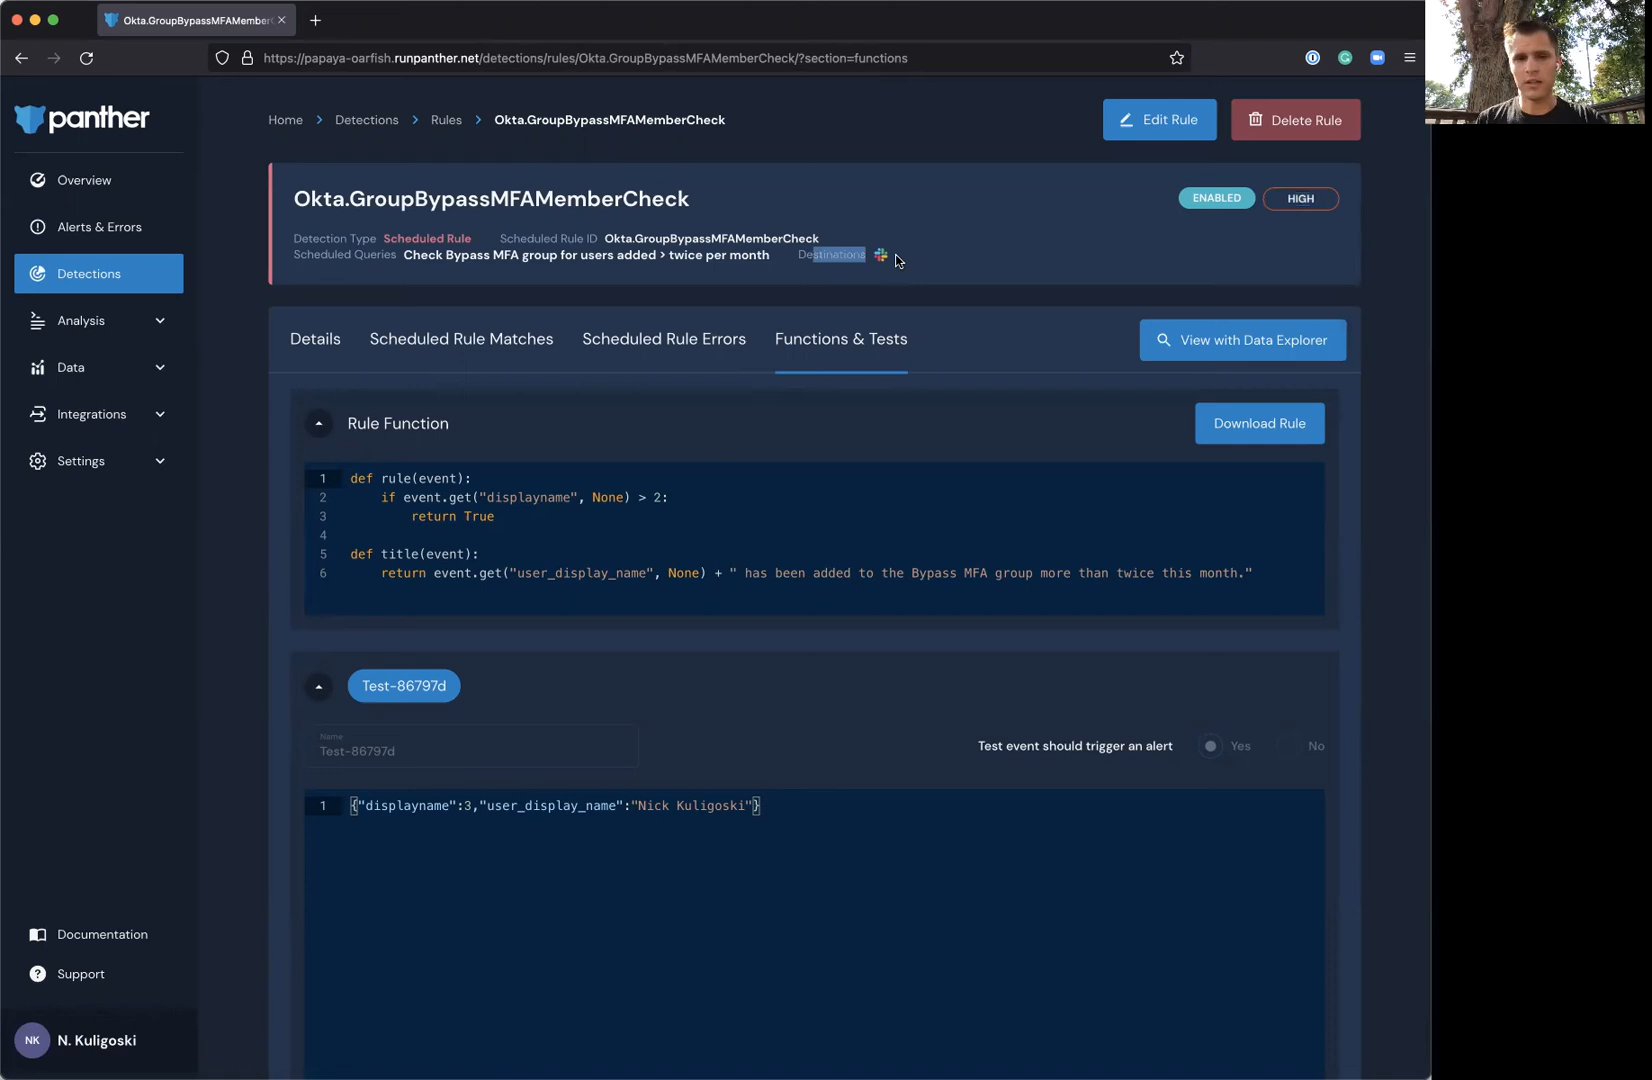 Okta.GroupBypassMFAMember
https://papaya-oarfish.runpanther.net/detections/rules/Okta.GroupBypassMFAMemberCheck/?section=functions
panther
Home > Detections > Rules > Okta.GroupBypassMFAMemberCheck
Edit Rule
Delete Rule
Overview
Alerts & Errors
Detections
Analysis
Data
Integrations
Settings
Documentation
Support
NK N. Kuligoski
Okta.GroupBypassMFAMemberCheck
ENABLED
HIGH
Detection Type Scheduled Rule Scheduled Rule ID Okta.GroupBypassMFAMemberCheck
Scheduled Queries Check Bypass MFA group for users added > twice per month Destinations
Details Scheduled Rule Matches Scheduled Rule Errors Functions & Tests
View with Data Explorer
Rule Function
Download Rule
1 def rule(event):
2 if event.get("displayname", None) > 2:
3 return True
4
5 def title(event):
6 return event.get("user_display_name", None) + " has been added to the Bypass MFA group more than twice this month."
Test-86797d
Name
Test-86797d
Test event should trigger an alert Yes No
1 {"displayname":3,"user_display_name":"Nick Kuligoski"}